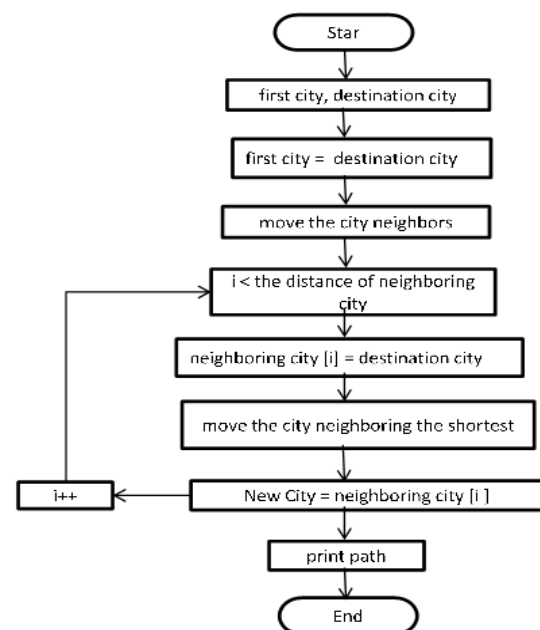 Star
first city, destination city
first city = destination city
move the city neighbors
i < the distance of neighboring
city
neighboring city [i] = destination city
move the city neighboring the shortest
i++
New City = neighboring city [i ]
print path
End